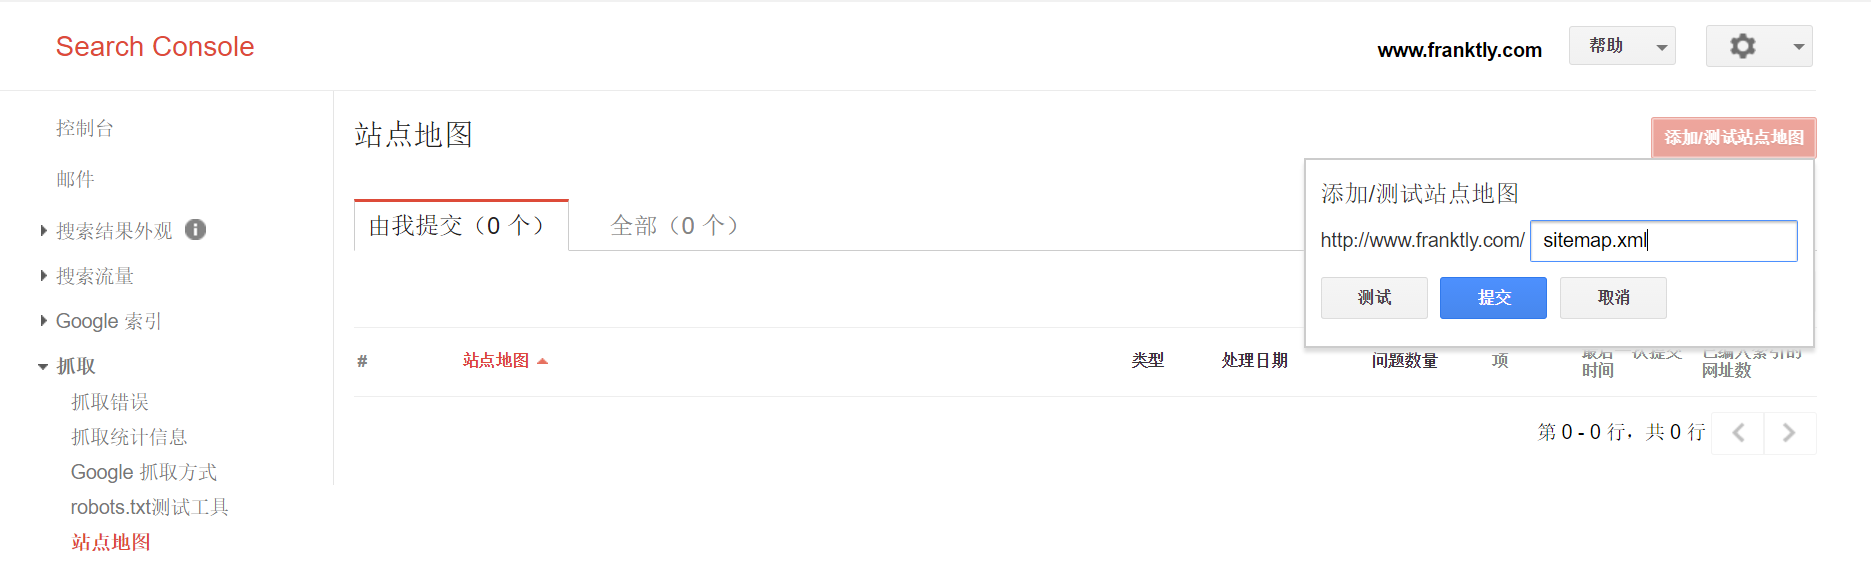 Search Console
www.franktly.com
帮助
控制台
邮件
搜索结果外观
搜索流量
Google 索引
抓取
抓取错误
抓取统计信息
Google 抓取方式
robots.txt测试工具
站点地图
站点地图
添加/测试站点地图
添加/测试站点地图
http://www.franktly.com/ sitemap.xml
测试 提交 取消
由我提交（0 个） 全部（0 个）
# 站点地图 类型 处理日期 问题数量 项 最后一次提交 已编入索引的
时间 网址数
第 0 - 0 行，共 0 行